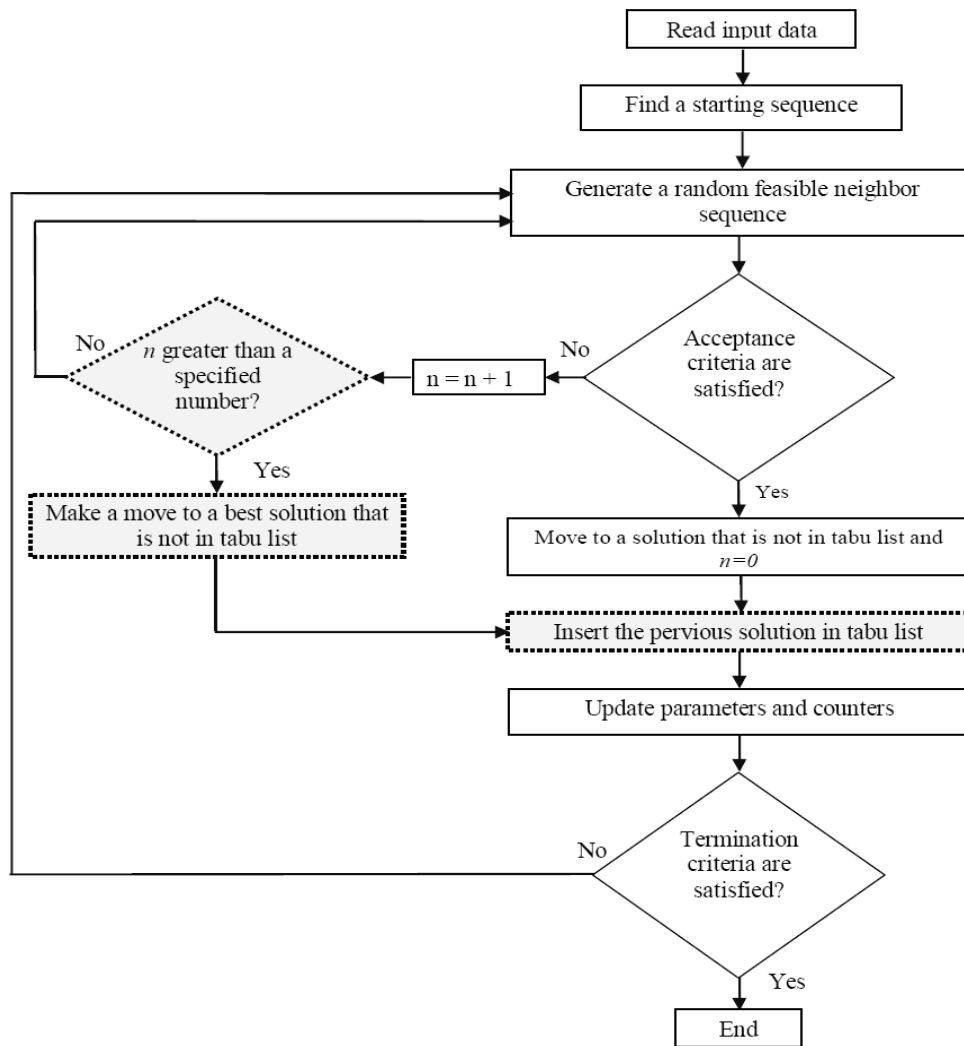 Read input data
Find a starting sequence
Generate a random feasible neighbor
sequence
Acceptance
criteria are
satisfied?
No
n = n + 1
n greater than a
specified
number?
No
Yes
Make a move to a best solution that
is not in tabu list
Yes
Move to a solution that is not in tabu list and
n=0
Insert the pervious solution in tabu list
Update parameters and counters
Termination
criteria are
satisfied?
No
Yes
End